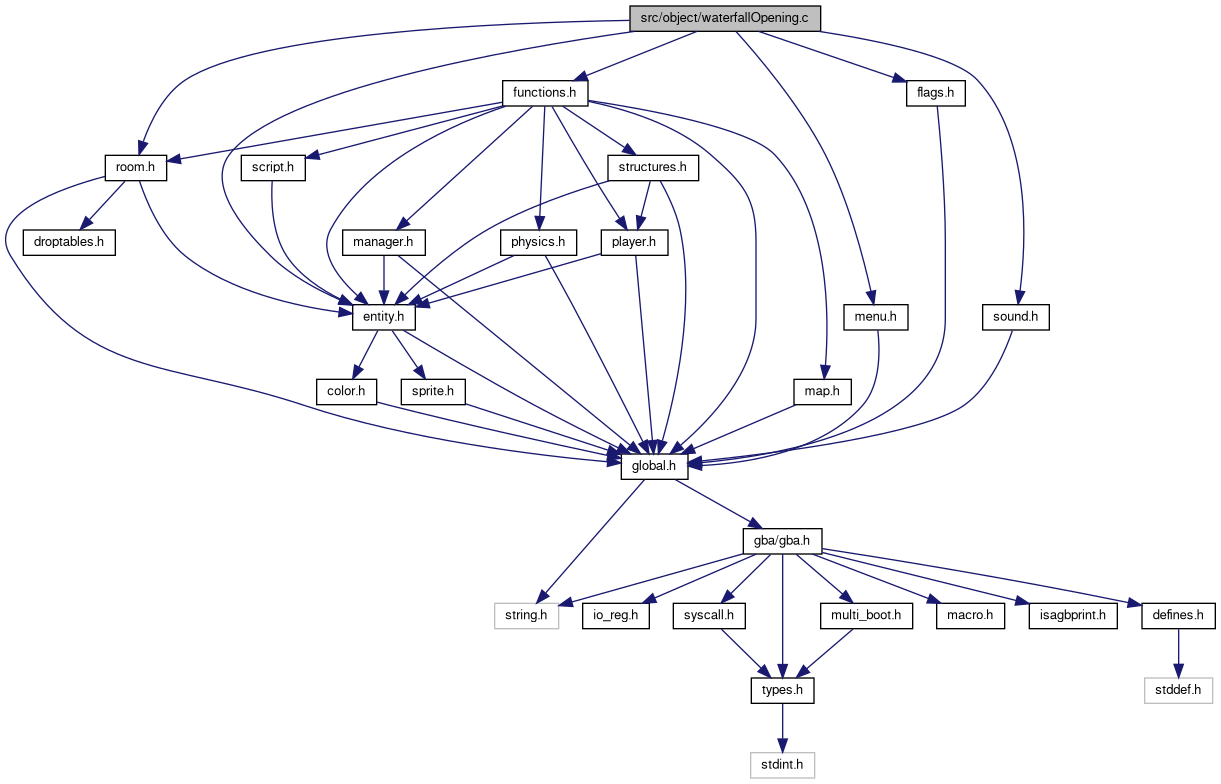 src/object/waterfallOpening.c
functions.h
flags.h
room.h
script.h
structures.h
droptables.h
manager.h
physics.h
player.h
entity.h
menu.h
sound.h
color.h
sprite.h
map.h
global.h
gba/gba.h
string.h
io_reg.h
syscall.h
multi_boot.h
macro.h
isagbprint.h
defines.h
types.h
stddef.h
stdint.h